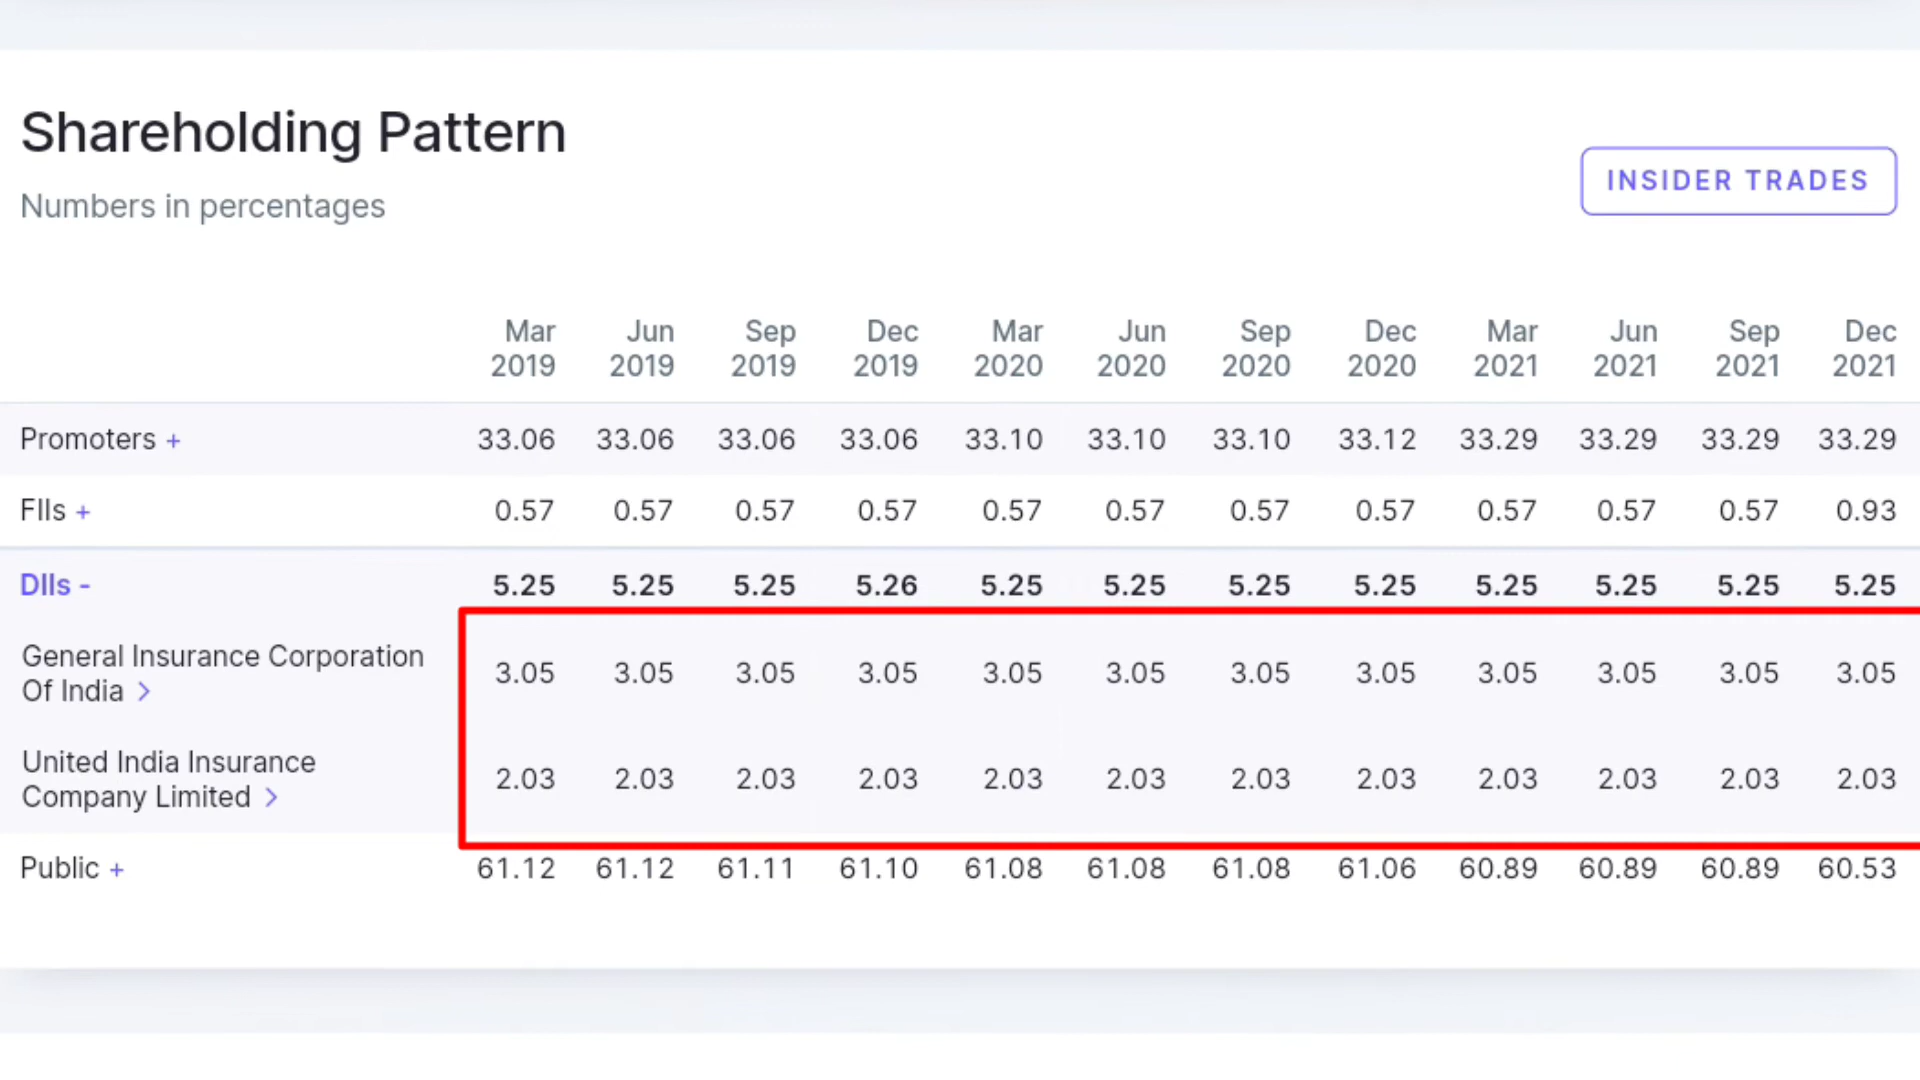 Shareholding Pattern
Numbers in percentages
INSIDER TRADES
Mar Jun Sep Dec Mar Jun Sep Dec Mar Jun Sep Dec
2019 2019 2019 2019 2020 2020 2020 2020 2021 2021 2021 2021
Promoters + 33.06 33.06 33.06 33.06 33.10 33.10 33.10 33.12 33.29 33.29 33.29 33.29
FIIs + 0.57 0.57 0.57 0.57 0.57 0.57 0.57 0.57 0.57 0.57 0.57 0.93
DIIs - 5.25 5.25 5.25 5.26 5.25 5.25 5.25 5.25 5.25 5.25 5.25 5.25
General Insurance Corporation
Of India > 3.05 3.05 3.05 3.05 3.05 3.05 3.05 3.05 3.05 3.05 3.05 3.05
United India Insurance
Company Limited > 2.03 2.03 2.03 2.03 2.03 2.03 2.03 2.03 2.03 2.03 2.03 2.03
Public + 61.12 61.12 61.11 61.10 61.08 61.08 61.08 61.06 60.89 60.89 60.89 60.53